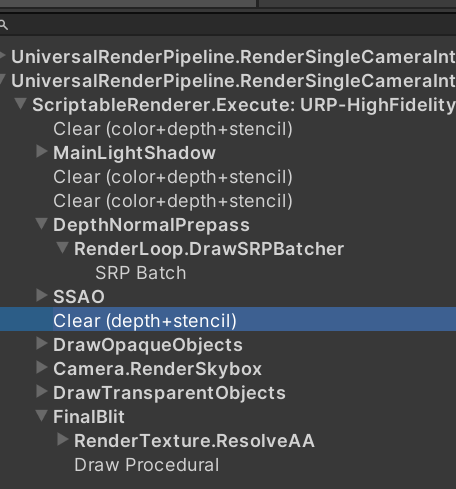 UniversalRenderPipeline.RenderSingleCameraInt
UniversalRenderPipeline.RenderSingleCameraInt
ScriptableRenderer.Execute: URP-HighFidelity
Clear (color+depth+stencil)
MainLightShadow
Clear (color+depth+stencil)
Clear (color+depth+stencil)
DepthNormalPrepass
RenderLoop.DrawSRPBatcher
SRP Batch
SSAO
Clear (depth+stencil)
DrawOpaqueObjects
Camera.RenderSkybox
DrawTransparentObjects
FinalBlit
RenderTexture.ResolveAA
Draw Procedural